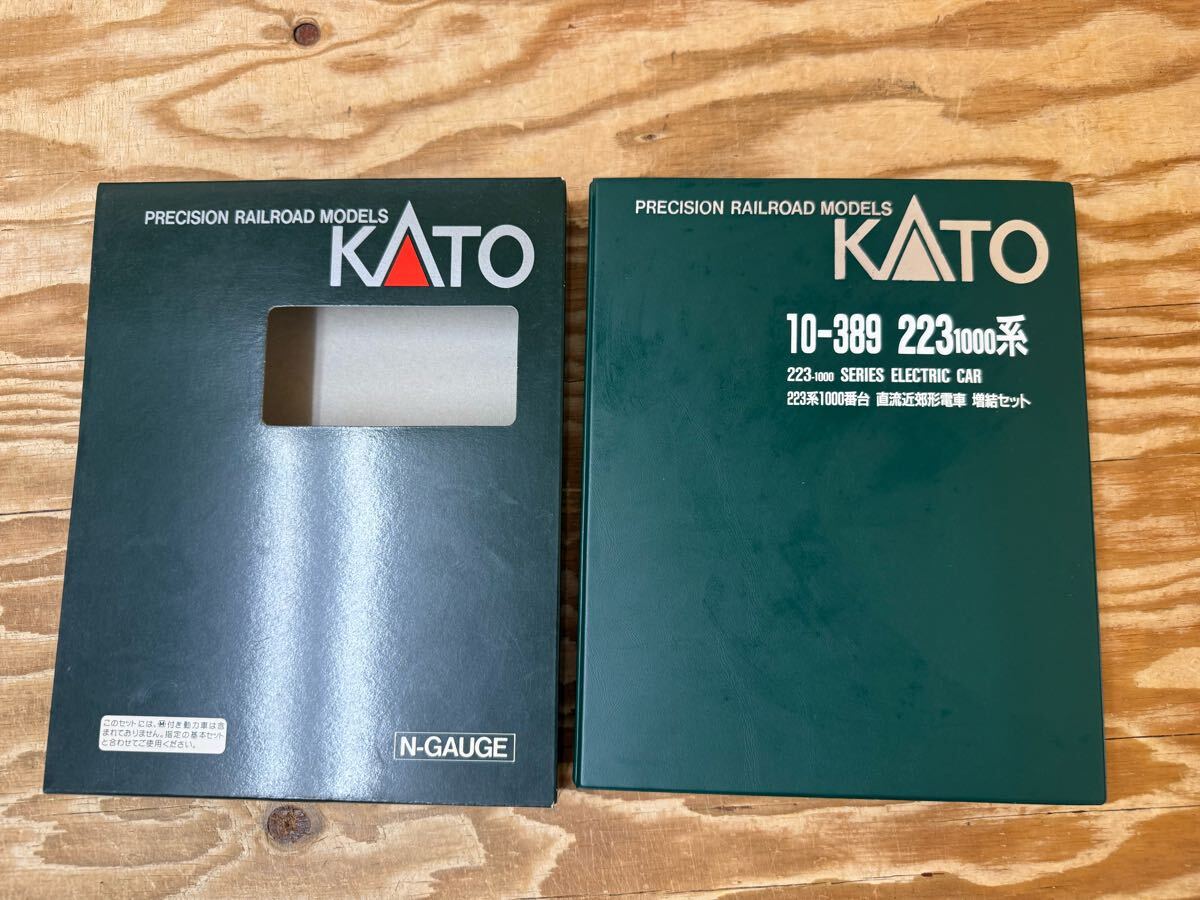 PRECISION RAILROAD MODELS
KATO
このセットには、Ⓜ付き動力車は含
まれておりません。指定の基本セット
と合わせてご使用ください。
N-GAUGE
PRECISION RAILROAD MODELS
KATO
10-389 2231000系
223-1000 SERIES ELECTRIC CAR
223系1000番台 直流近郊形電車 増結セット